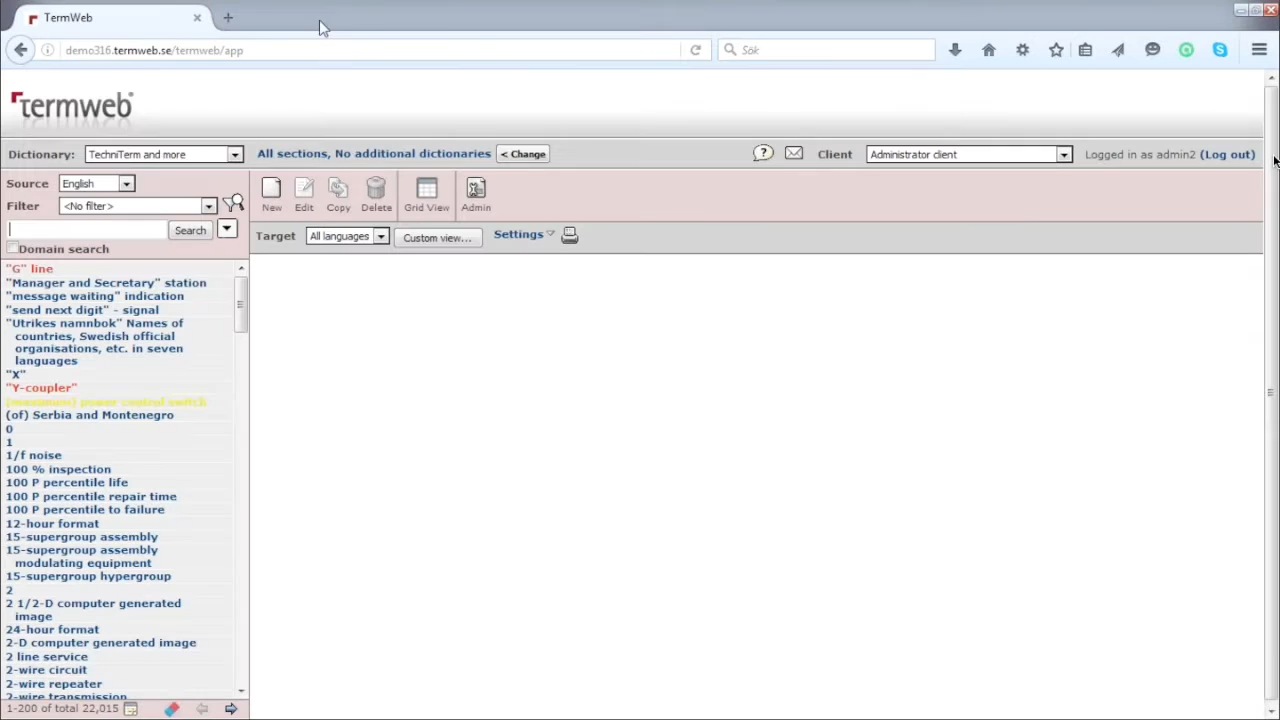 TermWeb
demo316.termweb.se/termweb/app
Sök
termweb
Dictionary: TechniTerm and more
All sections, No additional dictionaries < Change
Client Administrator client
Logged in as admin2 (Log out)
Source English
Filter <No filter>
Search
Domain search
New Edit Copy Delete Grid View Admin
Target All languages Custom view... Settings
"G" line
"Manager and Secretary" station
"message waiting" indication
"send next digit" - signal
"Utrikes namnbok" Names of
countries, Swedish official
organisations, etc. in seven
languages
"X"
"Y-coupler"
(maximum) power control switch
(of) Serbia and Montenegro
0
1
1/f noise
100 % inspection
100 P percentile life
100 P percentile repair time
100 P percentile to failure
12-hour format
15-supergroup assembly
15-supergroup assembly
modulating equipment
15-supergroup hypergroup
2
2 1/2-D computer generated
image
24-hour format
2-D computer generated image
2 line service
2-wire circuit
2-wire repeater
2-wire transmission
1-200 of total 22,015